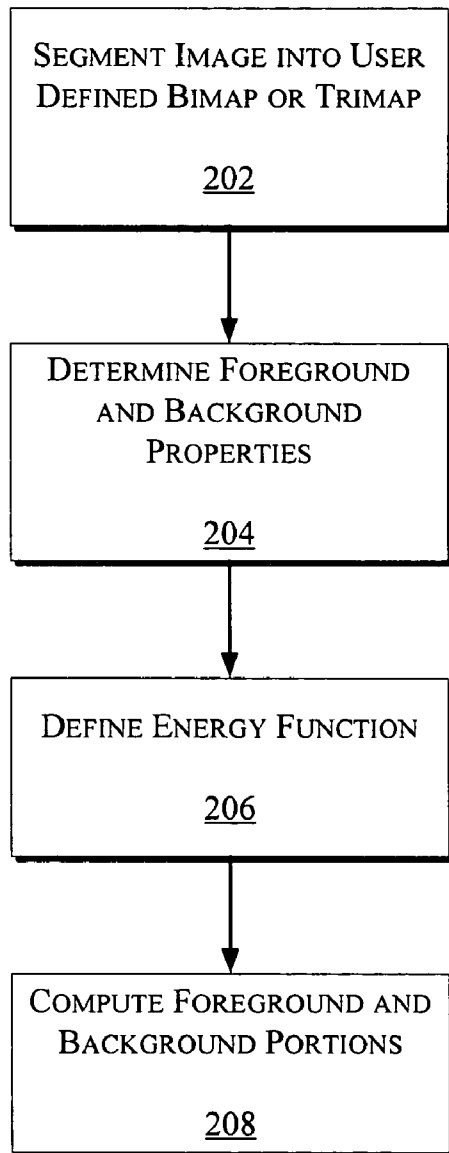 SEGMENT IMAGE INTO USER
DEFINED BIMAP OR TRIMAP
202
DETERMINE FOREGROUND
AND BACKGROUND
PROPERTIES
204
DEFINE ENERGY FUNCTION
206
COMPUTE FOREGROUND AND
BACKGROUND PORTIONS
208